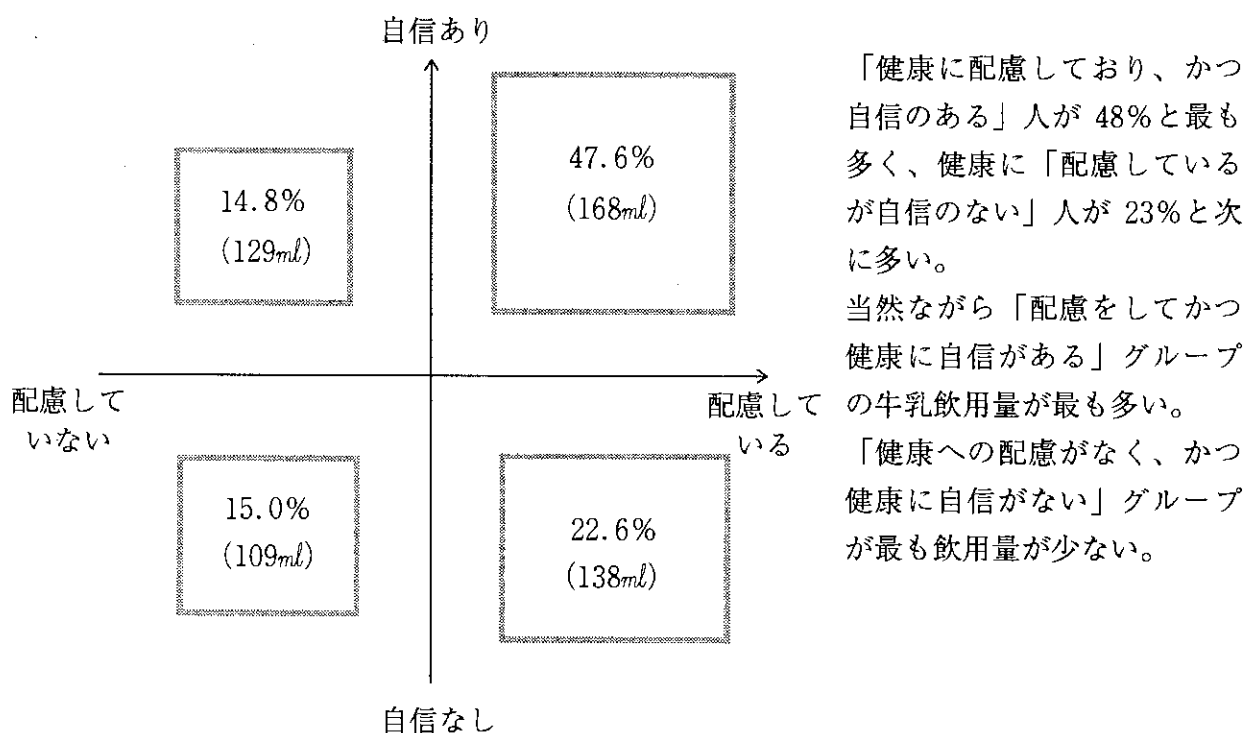 自信あり
47.6%
(168ml)
14.8%
(129ml)
配慮して
いない
配慮して
いる
15.0%
(109ml)
22.6%
(138ml)
自信なし
「健康に配慮しており、かつ
自信のある」人が 48%と最も
多く、健康に「配慮している
が自信のない」人が 23%と次
に多い。
当然ながら「配慮をしてかつ
健康に自信がある」グループ
の牛乳飲用量が最も多い。
「健康への配慮がなく、かつ
健康に自信がない」グループ
が最も飲用量が少ない。